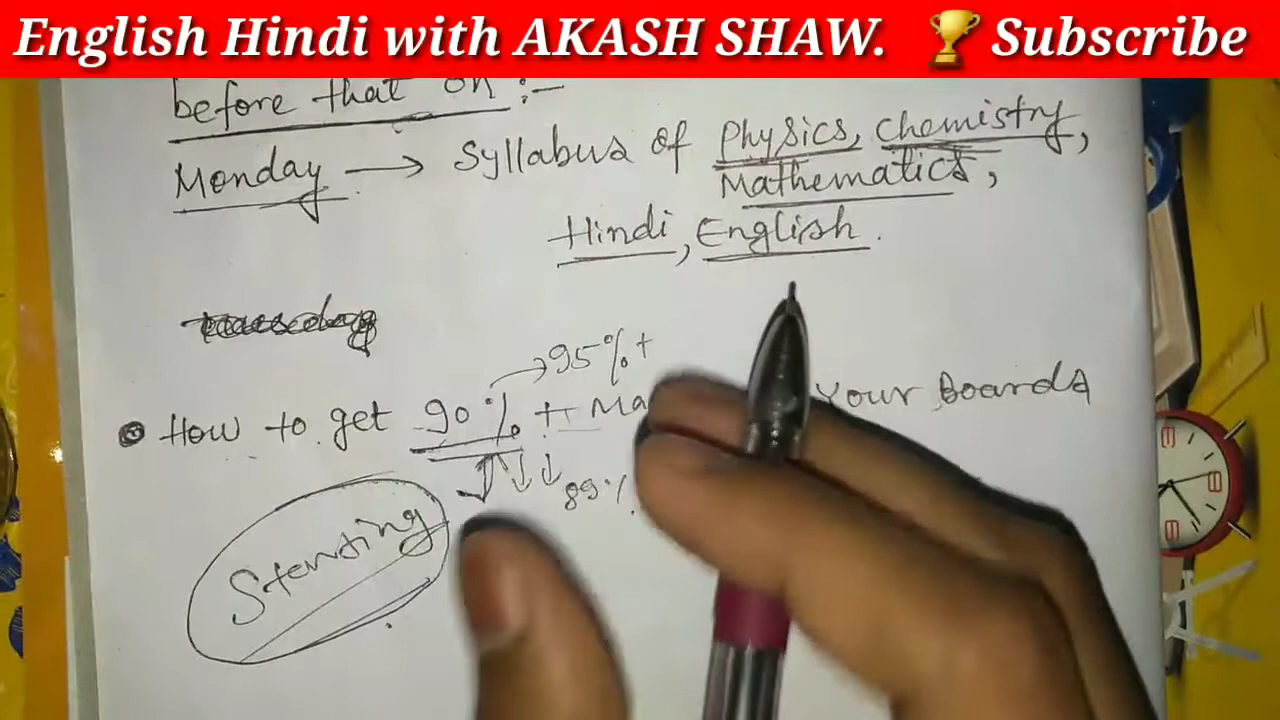 English Hindi with AKASH SHAW. 🏆 Subscribe
before that on :-
Monday → Syllabus of Physics, Chemistry,
Mathematics,
Hindi, English.
→ 95%+
How to get 90% + Your Boards
↓ ↓ ↓ 89%